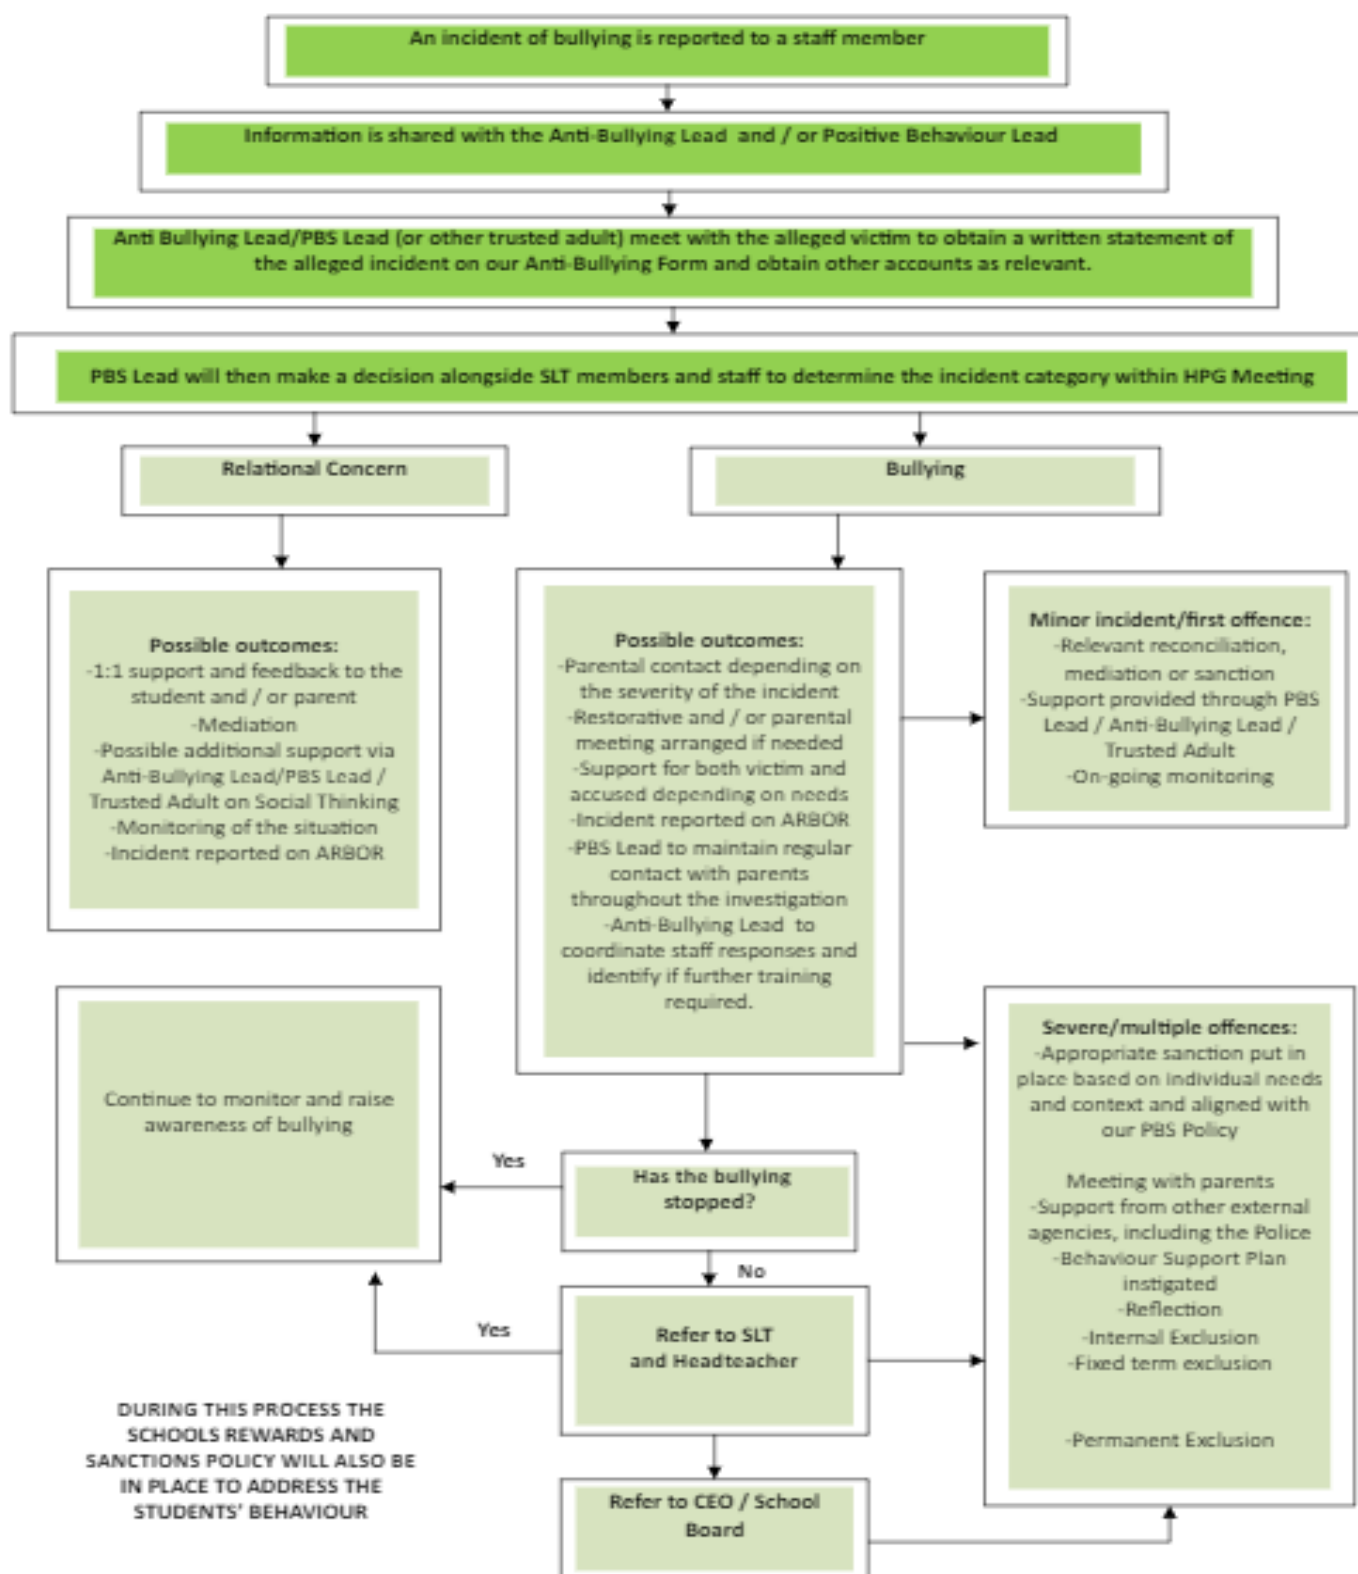 An incident of bullying is reported to a staff member
Information is shared with the Anti-Bullying Lead and / or Positive Behaviour Lead
Anti Bullying Lead/PBS Lead (or other trusted adult) meet with the alleged victim to obtain a written statement of
the alleged incident on our Anti-Bullying Form and obtain other accounts as relevant.
PBS Lead will then make a decision alongside SLT members and staff to determine the incident category within HPG Meeting
Relational Concern
Bullying
Possible outcomes:
-1:1 support and feedback to the
student and / or parent
-Mediation
-Possible additional support via
Anti-Bullying Lead/PBS Lead /
Trusted Adult on Social Thinking
-Monitoring of the situation
-Incident reported on ARBOR
Possible outcomes:
-Parental contact depending on
the severity of the incident
-Restorative and / or parental
meeting arranged if needed
-Support for both victim and
accused depending on needs
-Incident reported on ARBOR
-PBS Lead to maintain regular
contact with parents
throughout the investigation
-Anti-Bullying Lead to
coordinate staff responses and
identify if further training
required.
Minor incident/first offence:
-Relevant reconciliation,
mediation or sanction
-Support provided through PBS
Lead / Anti-Bullying Lead /
Trusted Adult
-On-going monitoring
Continue to monitor and raise
awareness of bullying
Yes
Has the bullying
stopped?
No
Yes
Refer to SLT
and Headteacher
Severe/multiple offences:
-Appropriate sanction put in
place based on individual needs
and context and aligned with
our PBS Policy
Meeting with parents
-Support from other external
agencies, including the Police
-Behaviour Support Plan
instigated
-Reflection
-Internal Exclusion
-Fixed term exclusion
-Permanent Exclusion
DURING THIS PROCESS THE
SCHOOLS REWARDS AND
SANCTIONS POLICY WILL ALSO BE
IN PLACE TO ADDRESS THE
STUDENTS' BEHAVIOUR
Refer to CEO / School
Board